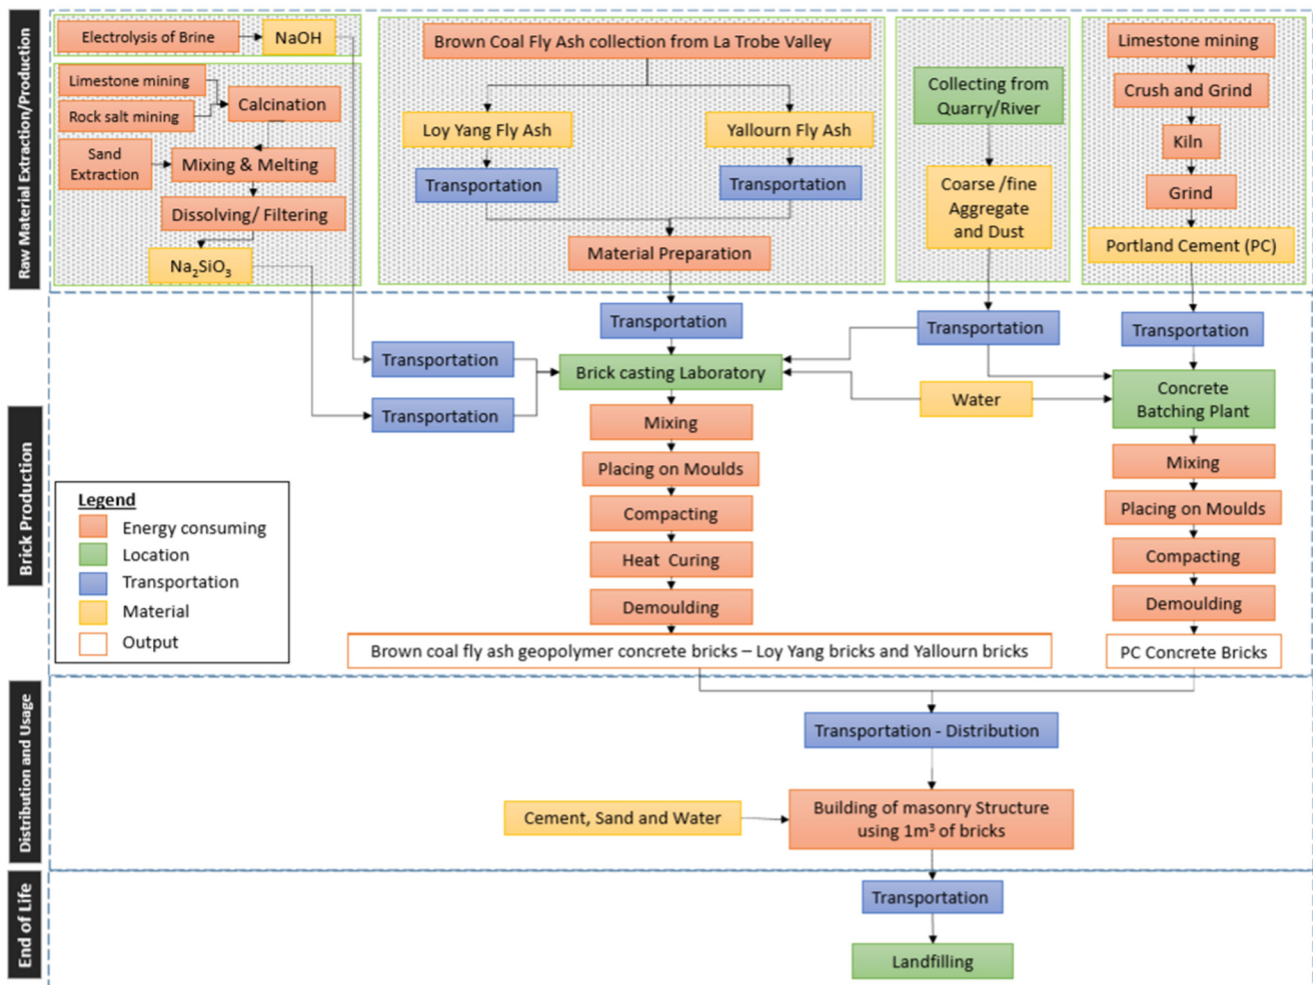 Raw Material Extraction/Production
Electrolysis of Brine
NaOH
Limestone mining
Rock salt mining
Calcination
Sand
Extraction
Mixing & Melting
Dissolving/ Filtering
Na₂SiO₃
Brown Coal Fly Ash collection from La Trobe Valley
Loy Yang Fly Ash
Yallourn Fly Ash
Transportation
Transportation
Material Preparation
Collecting from
Quarry/River
Coarse /fine
Aggregate
and Dust
Limestone mining
Crush and Grind
Kiln
Grind
Portland Cement (PC)
Brick Production
Transportation
Transportation
Transportation
Transportation
Transportation
Brick casting Laboratory
Water
Concrete
Batching Plant
Mixing
Placing on Moulds
Compacting
Heat Curing
Demoulding
Brown coal fly ash geopolymer concrete bricks – Loy Yang bricks and Yallourn bricks
Mixing
Placing on Moulds
Compacting
Demoulding
PC Concrete Bricks
Legend
Energy consuming
Location
Transportation
Material
Output
Distribution and Usage
Transportation - Distribution
Cement, Sand and Water
Building of masonry Structure
using 1m³ of bricks
End of Life
Transportation
Landfilling